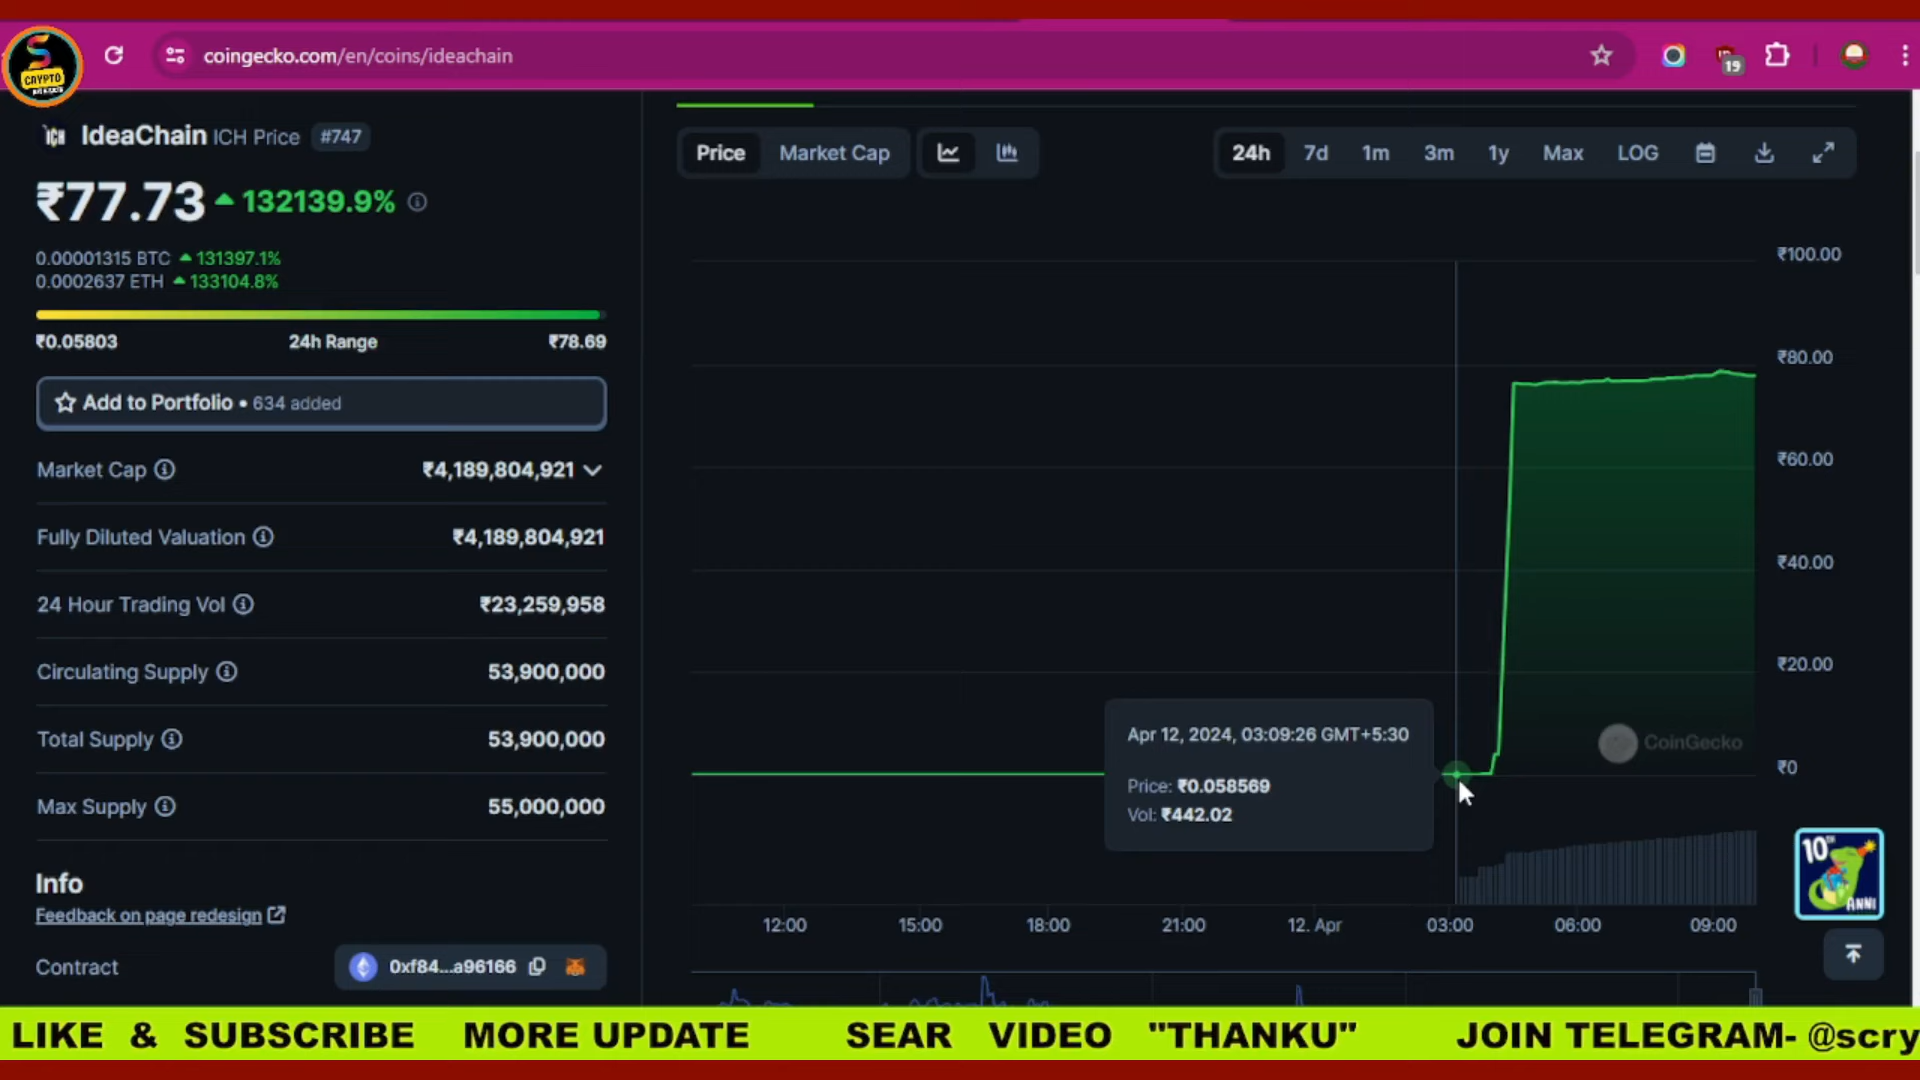 coingecko.com/en/coins/ideachain
S
CRYPTO
19
ICH IdeaChain ICH Price #747
₹77.73 132139.9%
0.00001315 BTC 131397.1%
0.0002637 ETH 133104.8%
₹0.05803 24h Range ₹78.69
Add to Portfolio • 634 added
Market Cap ₹4,189,804,921
Fully Diluted Valuation ₹4,189,804,921
24 Hour Trading Vol ₹23,259,958
Circulating Supply 53,900,000
Total Supply 53,900,000
Max Supply 55,000,000
Info
Feedback on page redesign
Contract 0xf84...a96166
Price Market Cap 24h 7d 1m 3m 1y Max LOG
₹100.00
₹80.00
₹60.00
₹40.00
₹20.00
₹0
Apr 12, 2024, 03:09:26 GMT+5:30
Price: ₹0.058569
Vol: ₹442.02
CoinGecko
12:00 15:00 18:00 21:00 12. Apr 03:00 06:00 09:00
10TH
ANNI
LIKE & SUBSCRIBE MORE UPDATE SEAR VIDEO "THANKU" JOIN TELEGRAM- @scry